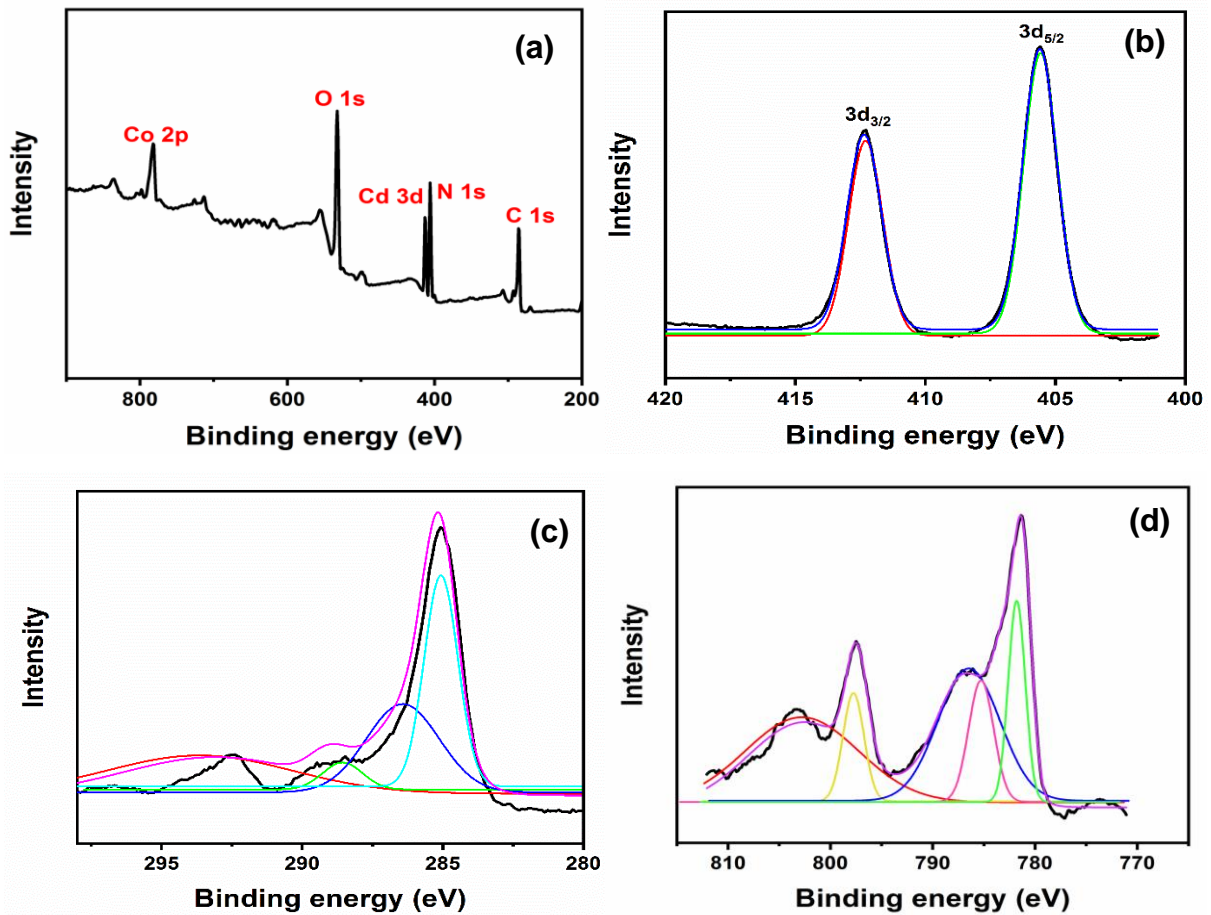 (a)
O 1s
Co 2p
Cd 3d
N 1s
C 1s
Intensity
800
600
400
200
Binding energy (eV)
(b)
3d5/2
3d3/2
Intensity
420
415
410
405
400
Binding energy (eV)
(c)
Intensity
295
290
285
280
Binding energy (eV)
(d)
Intensity
810
800
790
780
770
Binding energy (eV)